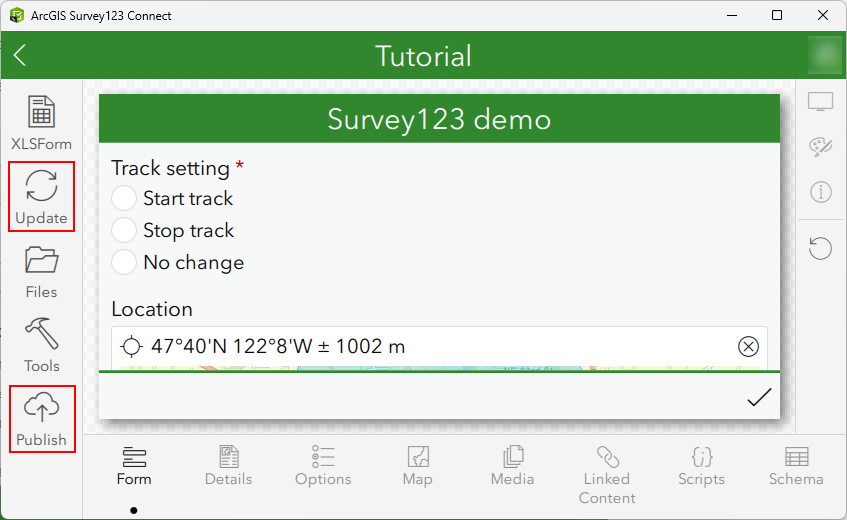 ArcGIS Survey123 Connect
Tutorial
XLSForm
Update
Files
Tools
Publish
Survey123 demo
Track setting *
Start track
Stop track
No change
Location
47°40'N 122°8'W ± 1002 m
Form
Details
Options
Map
Media
Linked
Content
Scripts
Schema